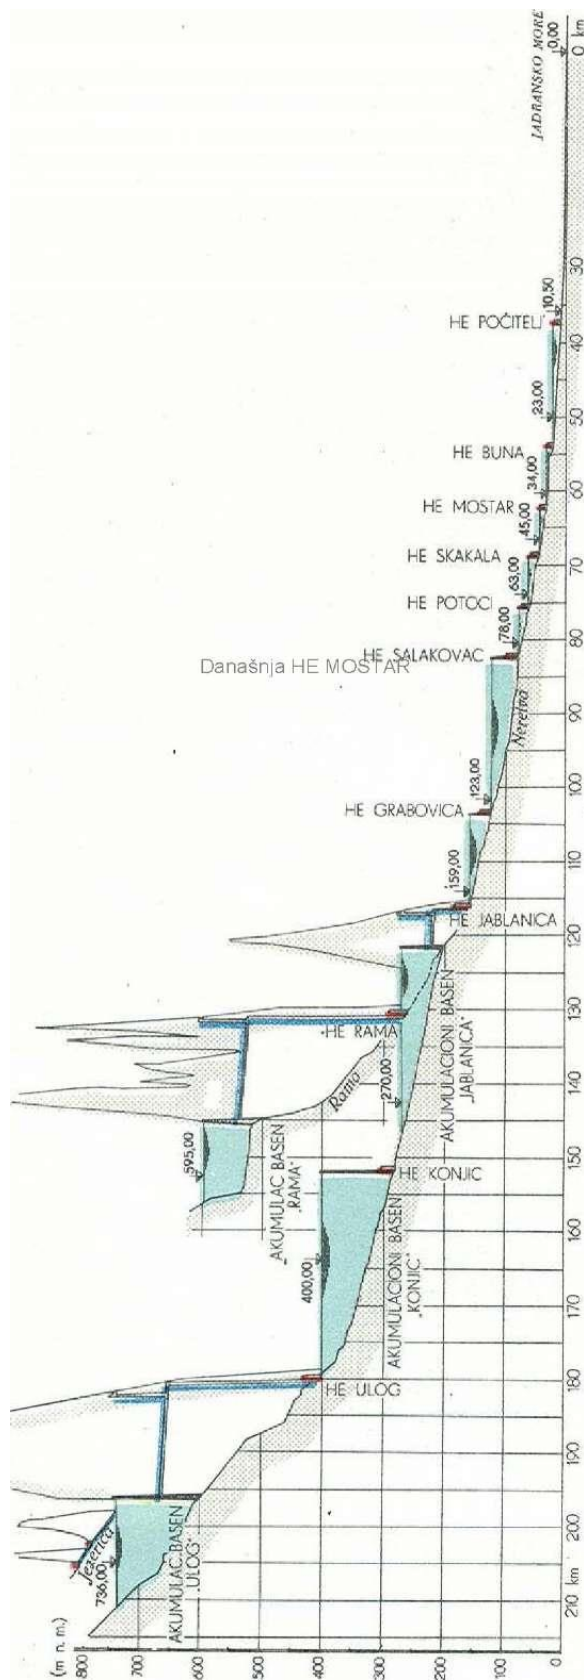 JADRANSKO MORE
0,00
0 km
30
10,50
HE POČITELJ
40
23,00
50
HE BUNA
34,00
60
HE MOSTAR
45,00
HE SKAKALA
63,00
70
HE POTOCI
78,00
80
HE SALAKOVAC
Današnja HE MOSTAR
Neretva
90
123,00
100
HE GRABOVICA
159,00
110
HE JABLANICA
120
AKUMULACIONI BASEN
„JABLANICA"
130
HE RAMA
Rama
270,00
140
595,00
AKUMULAC BASEN
„RAMA"
150
HE KONJIC
160
400,00
AKUMULACIONI BASEN
„KONJIC"
170
180
HE ULOG
190
200
Jezerica
736,00
AKUMULAC. BASEN
„ULOG"
210 km
(m n. m.)
800
600
400
200
0